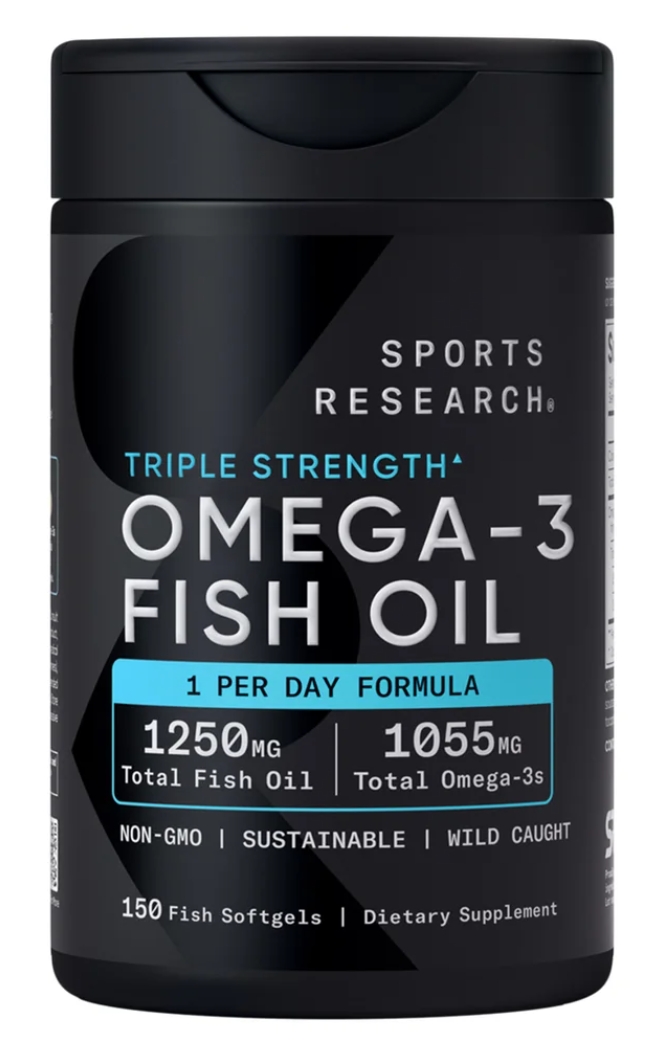 SPORTS
RESEARCH®
TRIPLE STRENGTH▲
OMEGA-3
FISH OIL
1 PER DAY FORMULA
1250MG 1055MG
Total Fish Oil Total Omega-3s
NON-GMO | SUSTAINABLE | WILD CAUGHT
150 Fish Softgels | Dietary Supplement